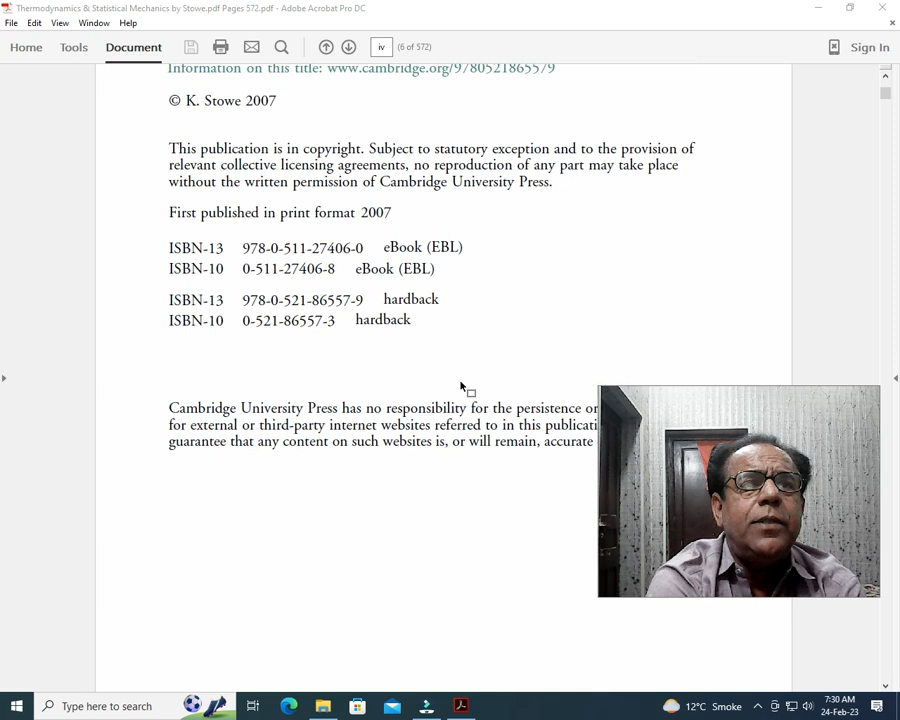 Thermodynamics & Statistical Mechanics by Stowe.pdf Pages 572.pdf - Adobe Acrobat Pro DC
File Edit View Window Help
Home Tools Document iv (6 of 572) Sign In
Information on this title: www.cambridge.org/9780521865579
© K. Stowe 2007
This publication is in copyright. Subject to statutory exception and to the provision of
relevant collective licensing agreements, no reproduction of any part may take place
without the written permission of Cambridge University Press.
First published in print format 2007
ISBN-13 978-0-511-27406-0 eBook (EBL)
ISBN-10 0-511-27406-8 eBook (EBL)
ISBN-13 978-0-521-86557-9 hardback
ISBN-10 0-521-86557-3 hardback
Cambridge University Press has no responsibility for the persistence or
for external or third-party internet websites referred to in this publicati
guarantee that any content on such websites is, or will remain, accurate
Type here to search
12°C Smoke
7:30 AM
24-Feb-23